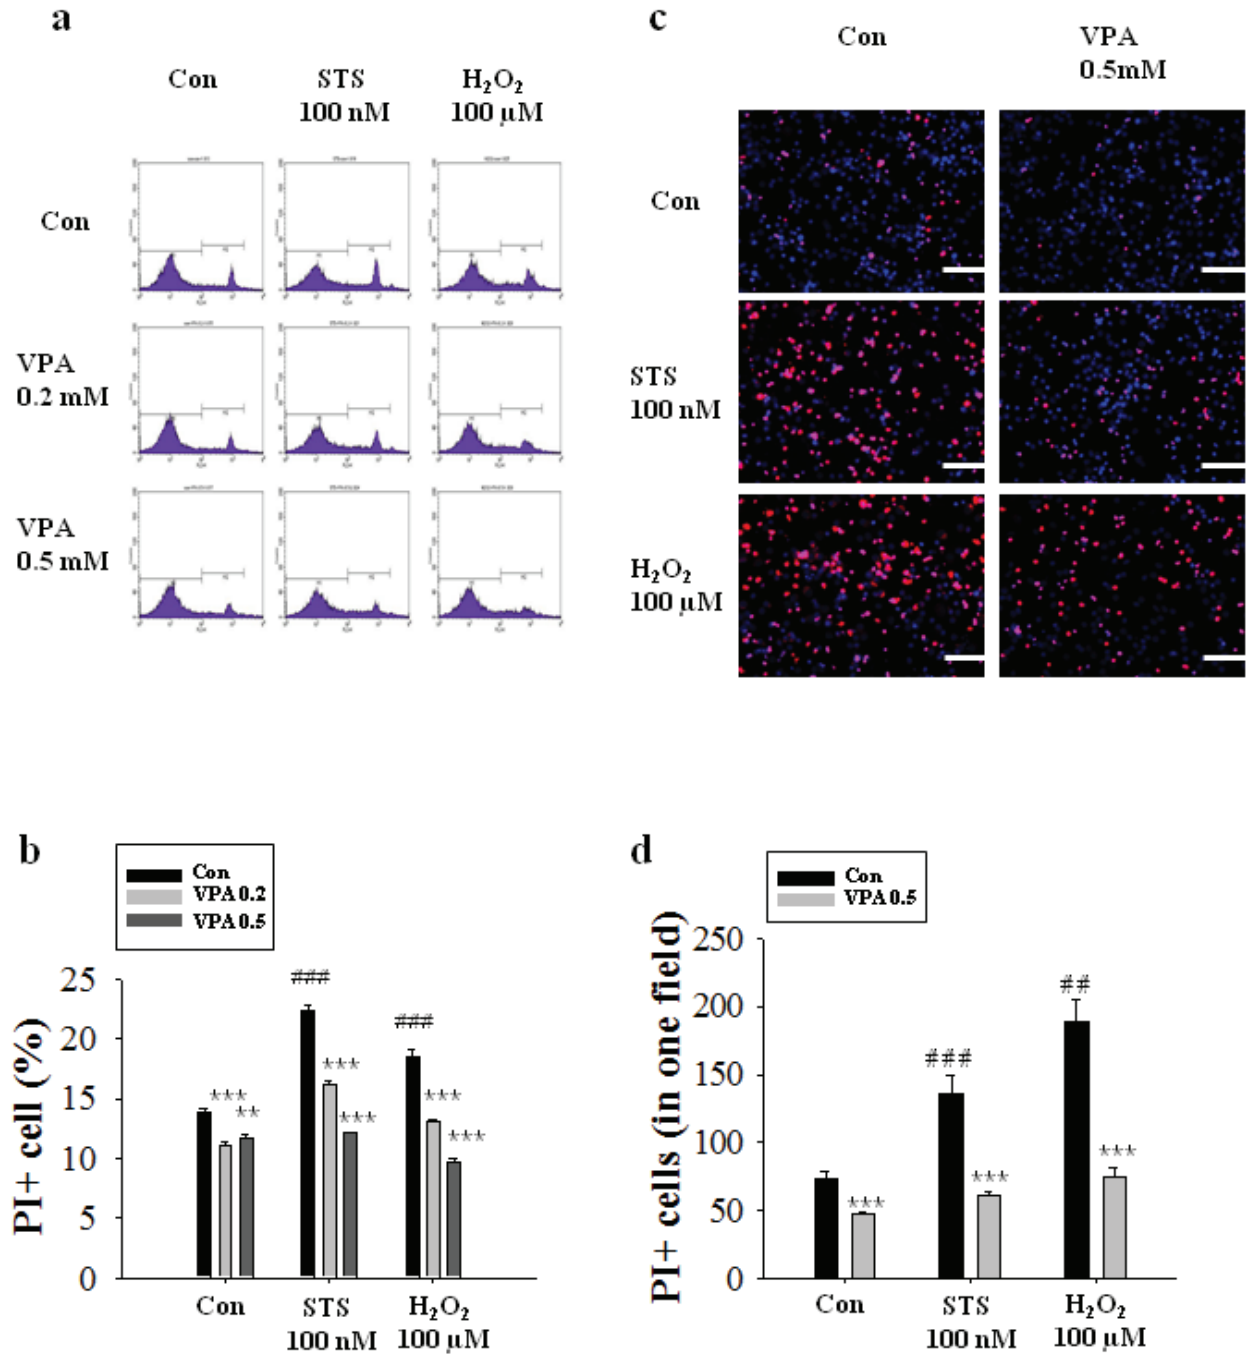 a
Con
STS
100 nM
H₂O₂
100 µM
Con
VPA
0.2 mM
VPA
0.5 mM
c
Con
VPA
0.5mM
Con
STS
100 nM
H₂O₂
100 µM
b
Con
VPA 0.2
VPA 0.5
PI+ cell (%)
25
20
15
10
5
0
###
###
***
**
***
***
***
***
Con
STS
100 nM
H₂O₂
100 µM
d
Con
VPA 0.5
PI+ cells (in one field)
250
200
150
100
50
0
##
###
***
***
***
Con
STS
100 nM
H₂O₂
100 µM